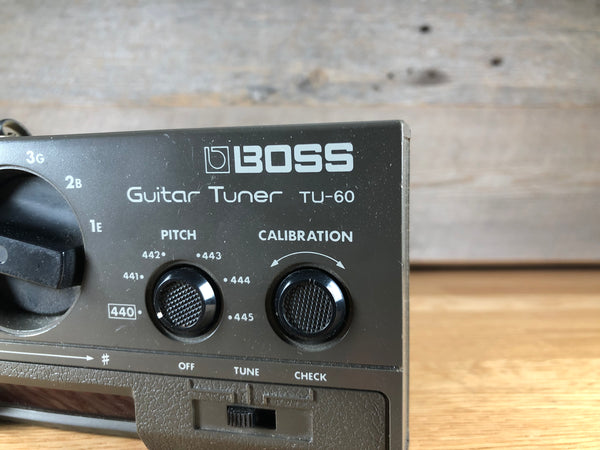 BOSS
Guitar Tuner TU-60
3G
2B
1E
PITCH
CALIBRATION
442
443
441
444
440
445
#
OFF
TUNE
CHECK